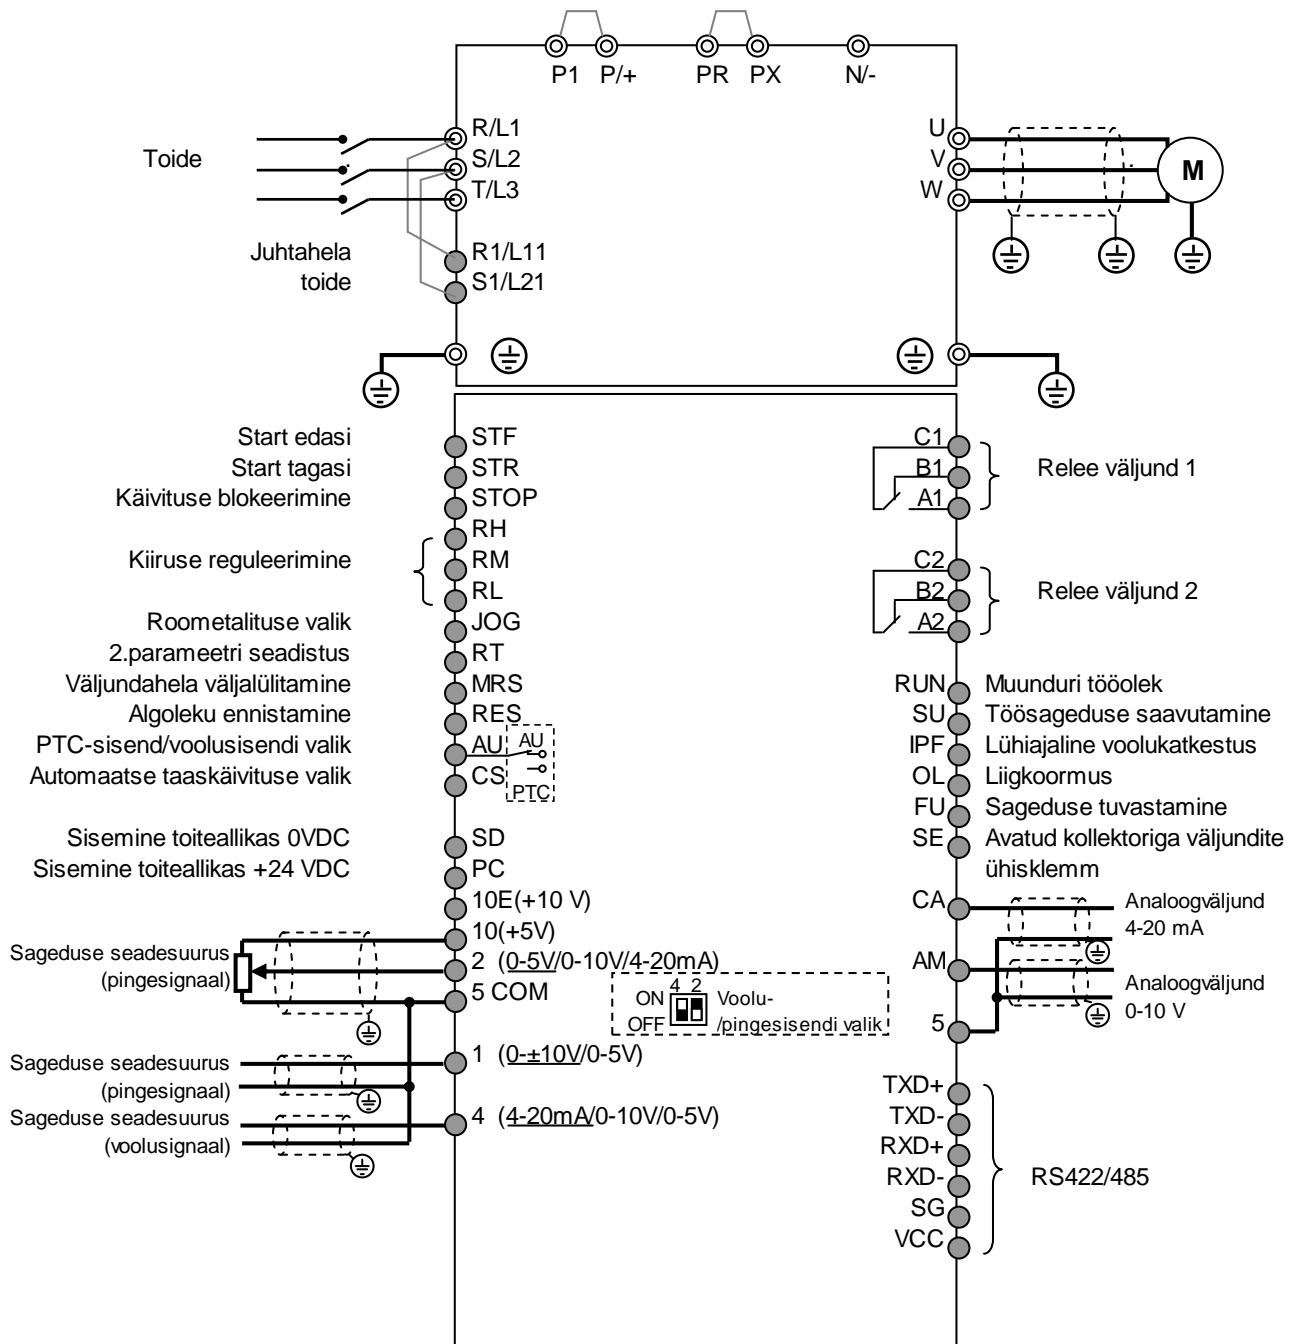 P1 P/+ PR PX N/-
R/L1
Toide
S/L2
T/L3
U
V
W
M
Juhtahela
toide
R1/L11
S1/L21
Start edasi STF
Start tagasi STR
Käivituse blokeerimine STOP
RH
Kiiruse reguleerimine RM
RL
Roometalituse valik JOG
2.parameetri seadistus RT
Väljundahela väljalülitamine MRS
Algoleku ennistamine RES
PTC-sisend/voolusisendi valik AU AU
Automaatse taaskäivituse valik CS PTC
Sisemine toiteallikas 0VDC SD
Sisemine toiteallikas +24 VDC PC
10E(+10 V)
10(+5V)
Sageduse seadesuurus
(pingesignaal)
2 (0-5V/0-10V/4-20mA)
5 COM
4 2
ON
OFF
Voolu-
/pingesisendi valik
Sageduse seadesuurus
(pingesignaal)
1 (0-±10V/0-5V)
Sageduse seadesuurus
(voolusignaal)
4 (4-20mA/0-10V/0-5V)
C1
B1 Relee väljund 1
A1
C2
B2 Relee väljund 2
A2
RUN Muunduri tööolek
SU Töösageduse saavutamine
IPF Lühiajaline voolukatkestus
OL Liigkoormus
FU Sageduse tuvastamine
SE Avatud kollektoriga väljundite
ühisklemm
CA Analoogväljund
4-20 mA
AM Analoogväljund
0-10 V
5
TXD+
TXD-
RXD+
RXD- RS422/485
SG
VCC